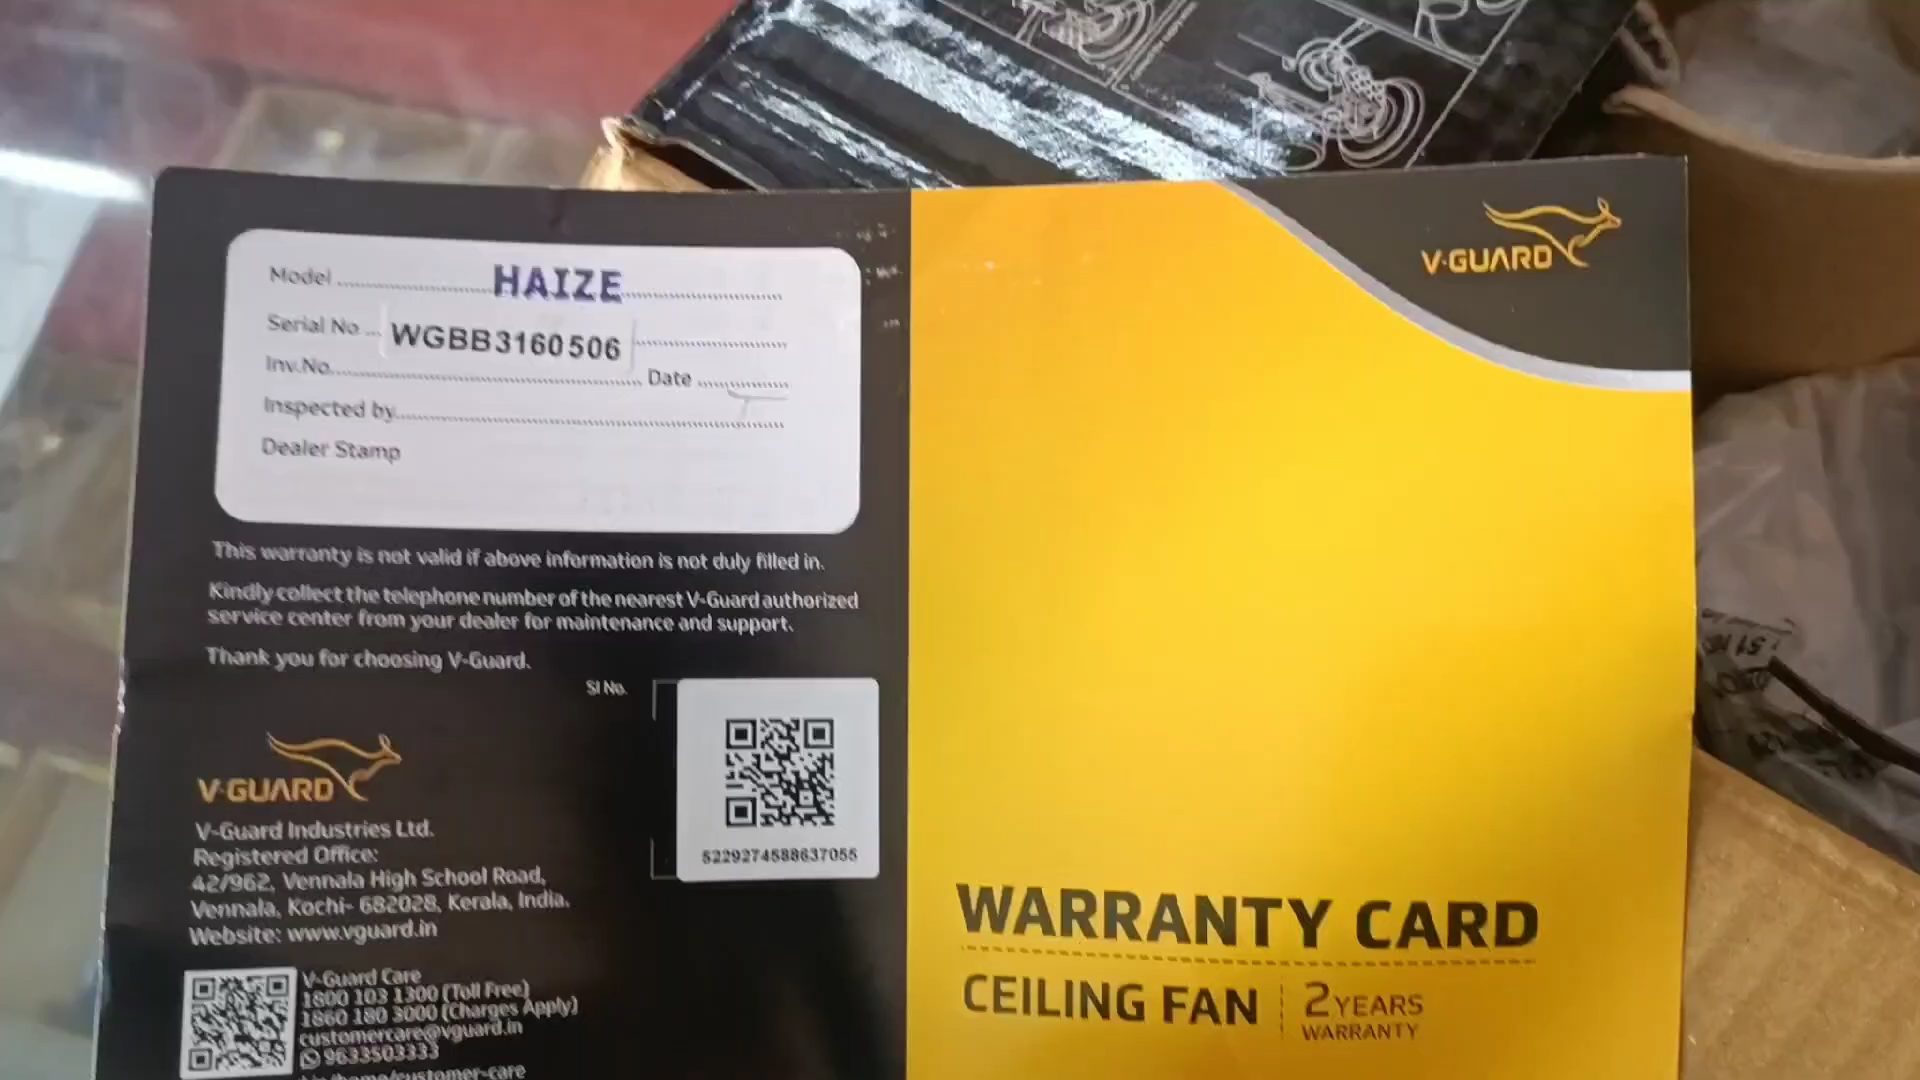 Model
HAIZE
Serial No
WGBB3160506
Inv.No.
Date
Inspected by
Dealer Stamp
This warranty is not valid if above information is not duly filled in.
Kindly collect the telephone number of the nearest V-Guard authorized
service center from your dealer for maintenance and support.
Thank you for choosing V-Guard.
SI No.
5229274588637055
V-GUARD
V-Guard Industries Ltd.
Registered Office:
42/962, Vennala High School Road,
Vennala, Kochi- 682028, Kerala, India.
Website: www.vguard.in
V-Guard Care
1800 103 1300 (Toll Free)
1860 180 3000 (Charges Apply)
customercare@vguard.in
9633503333
V-GUARD
WARRANTY CARD
CEILING FAN
2 YEARS
WARRANTY